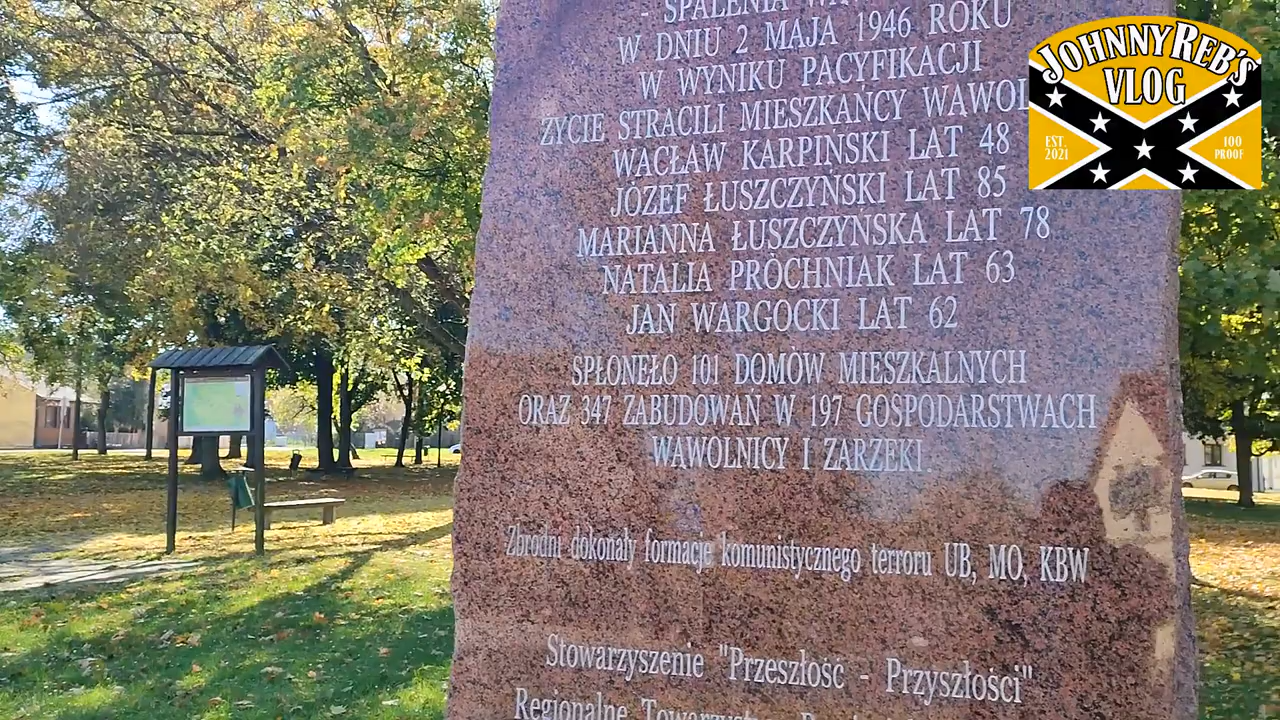 - SPALENIA
W DNIU 2 MAJA 1946 ROKU
W WYNIKU PACYFIKACJI
ŻYCIE STRACILI MIESZKAŃCY
WACŁAW KARPIŃSKI LAT 48
JÓZEF ŁUSZCZYŃSKI LAT 85
MARIANNA ŁUSZCZYŃSKA LAT 78
NATALIA PRÓCHNIAK LAT 63
JAN WARGOCKI LAT 62
SPŁONĘŁO 101 DOMÓW MIESZKALNYCH
ORAZ 347 ZABUDOWAŃ W 197 GOSPODARSTWACH
WĄWOLNICY I ZARZEKI.
Zbrodni dokonały formacje komunistycznego terroru UB, MO, KBW
Stowarzyszenie "Przeszłość - Przyszłości"
Regionalne
JOHNNY REB'S
VLOG
EST. 2021
100 PROOF